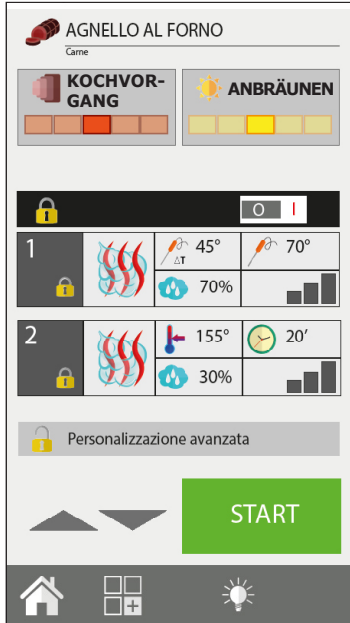 AGNELLO AL FORNO
Carne
KOCHVOR-
GANG
ANBRÄUNEN
O I
1
45°
70°
ΔT
70%
2
155°
20’
30%
Personalizzazione avanzata
START